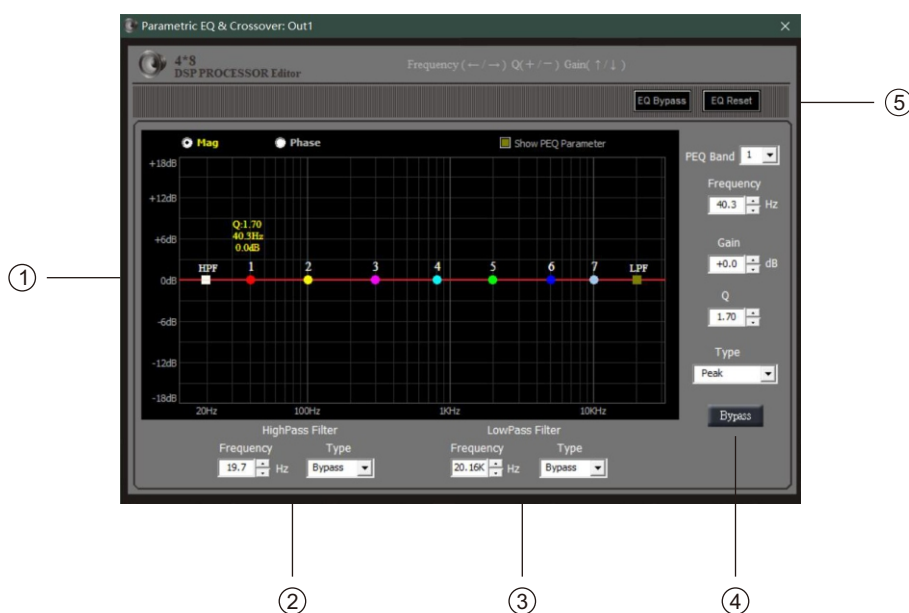 Parametric EQ & Crossover: Out1
4*8
DSP PROCESSOR Editor
Frequency (←/→) Q(+/−) Gain(↑/↓)
EQ Bypass EQ Reset
⑤
Mag Phase Show PEQ Parameter
PEQ Band 1
+18dB
Frequency
+12dB
40.3 Hz
Q:1.70
40.3Hz
0.0dB
+6dB
Gain
+0.0 dB
HPF 1 2 3 4 5 6 7 LPF
①
0dB
Q
1.70
-6dB
Type
Peak
-12dB
-18dB
Bypass
20Hz 100Hz 1KHz 10KHz
HighPass Filter LowPass Filter
Frequency Type Frequency Type
19.7 Hz Bypass 20.16K Hz Bypass
② ③ ④